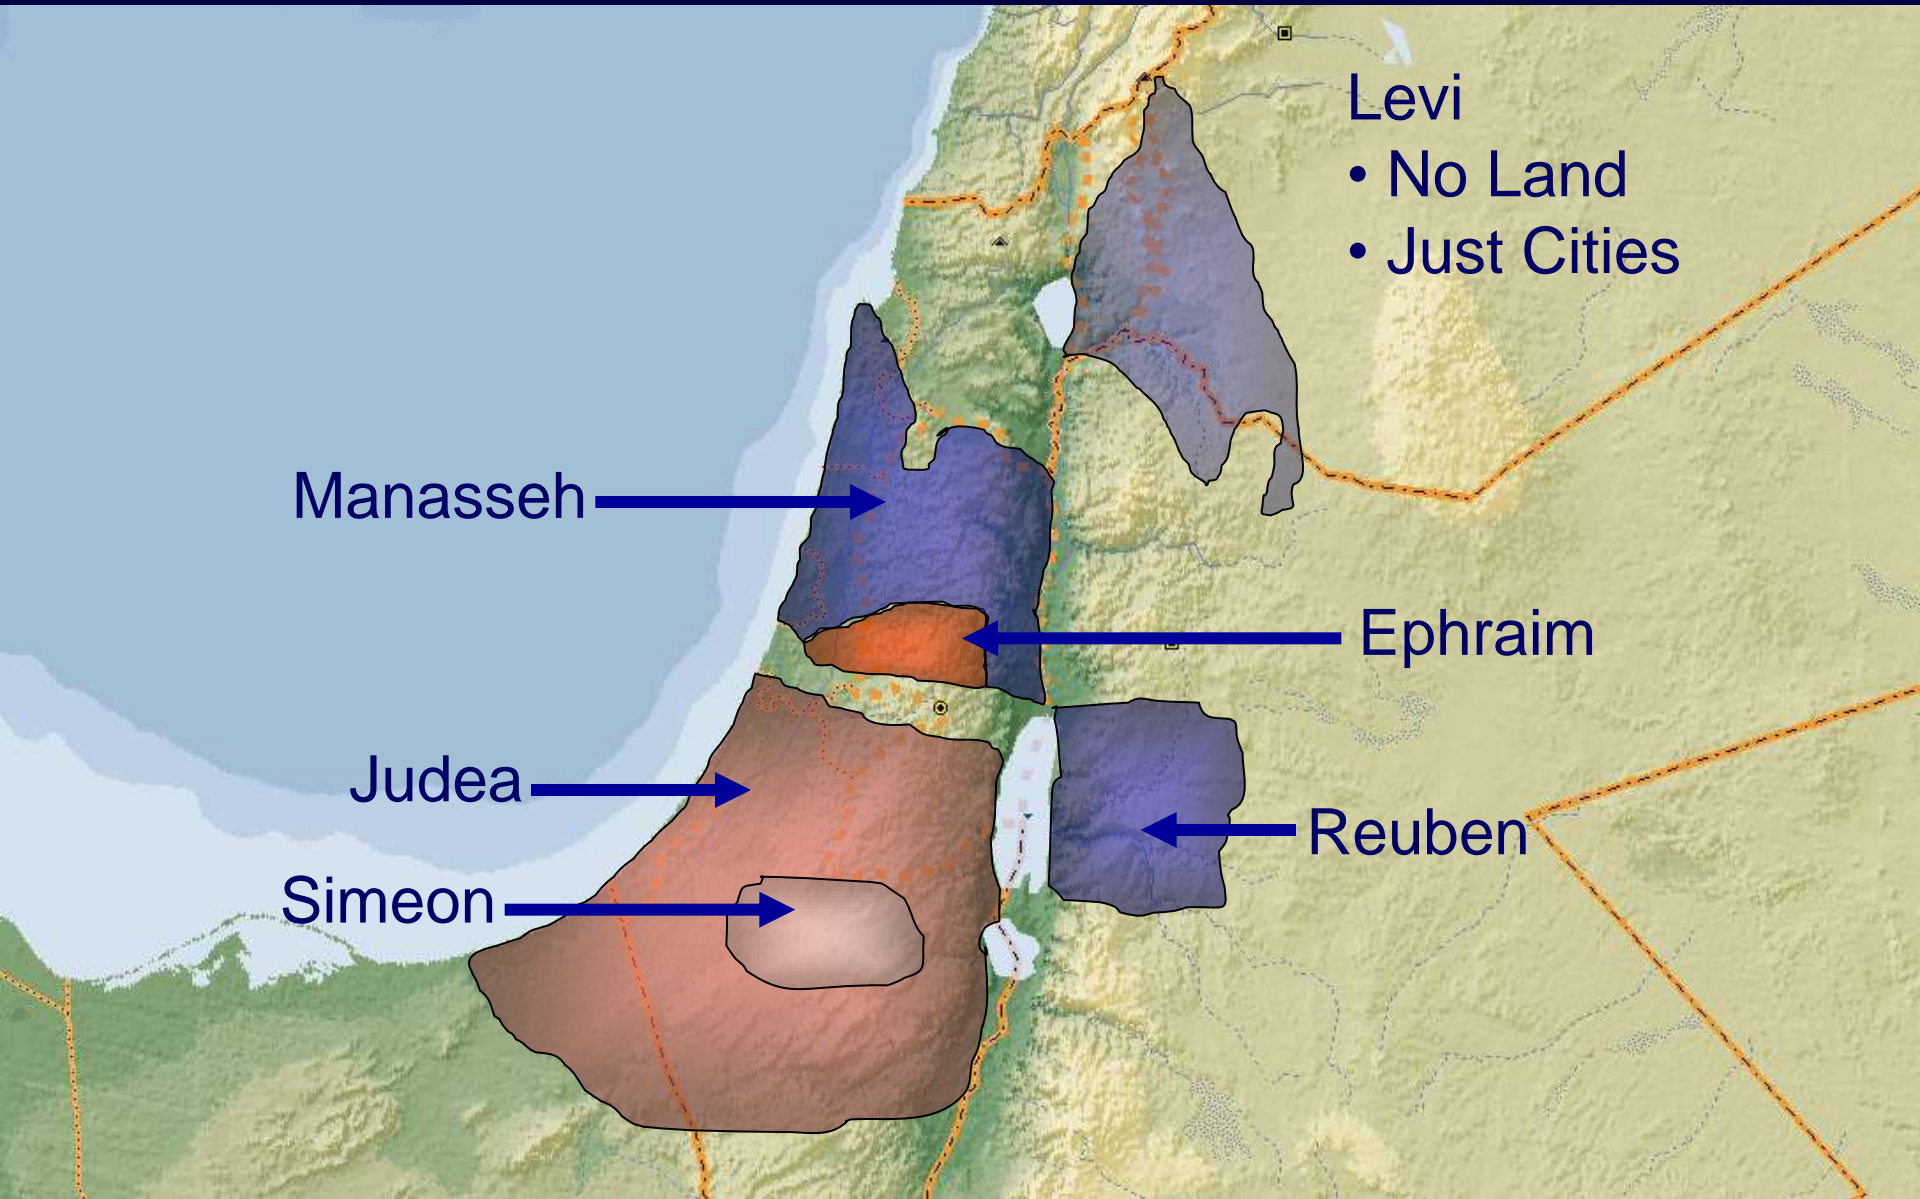 Levi
• No Land
• Just Cities
Manasseh
Ephraim
Judea
Reuben
Simeon